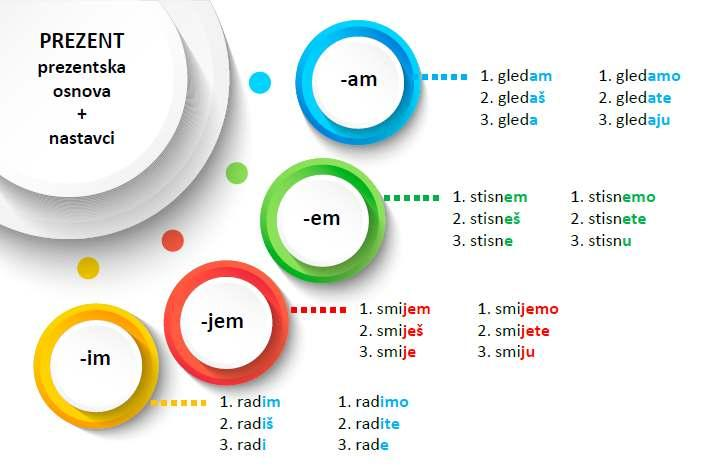 PREZENT
prezentska
osnova
+
nastavci
-am
1. gledam
2. gledaš
3. gleda
1. gledamo
2. gledate
3. gledaju
-em
1. stisnem
2. stisneš
3. stisne
1. stisnemo
2. stisnete
3. stisnu
-jem
1. smijem
2. smiješ
3. smije
1. smijemo
2. smijete
3. smiju
-im
1. radim
2. radiš
3. radi
1. radimo
2. radite
3. rade